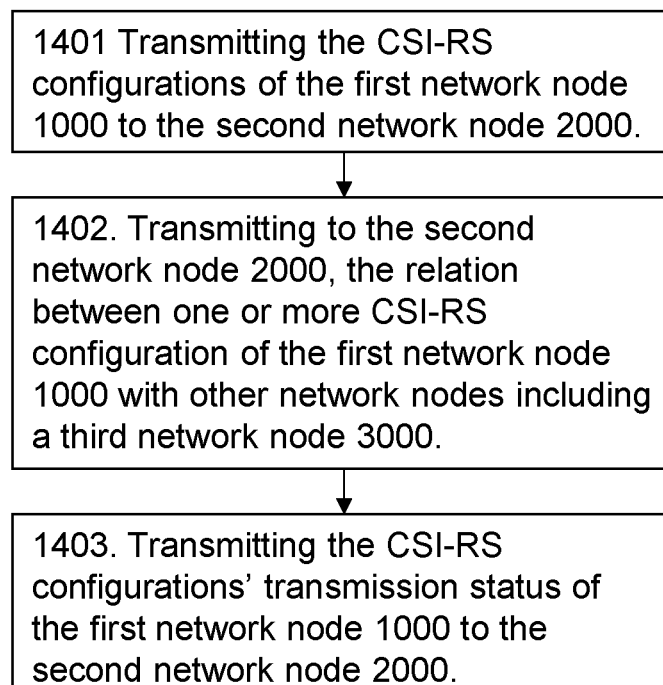 1401 Transmitting the CSI-RS
configurations of the first network node
1000 to the second network node 2000.
1402. Transmitting to the second
network node 2000, the relation
between one or more CSI-RS
configuration of the first network node
1000 with other network nodes including
a third network node 3000.
1403. Transmitting the CSI-RS
configurations’ transmission status of
the first network node 1000 to the
second network node 2000.